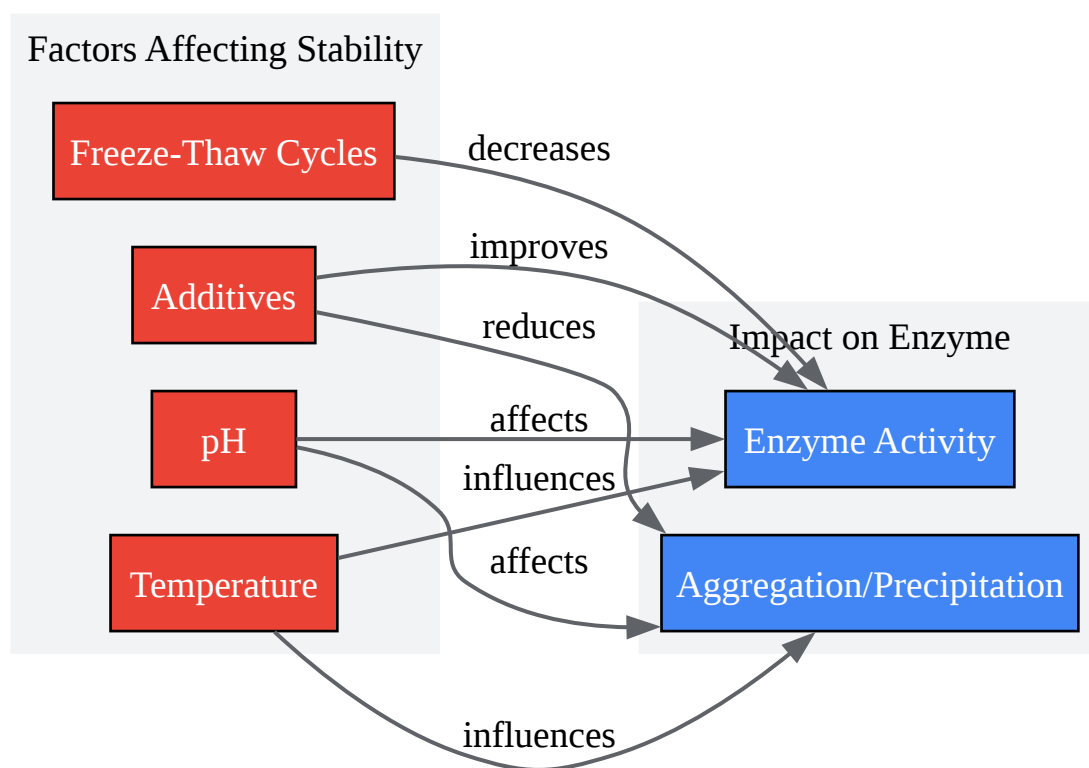 Factors Affecting Stability
Freeze-Thaw Cycles
decreases
Additives
improves
reduces
Impact on Enzyme
pH
affects
Enzyme Activity
influences
Temperature
affects
Aggregation/Precipitation
influences